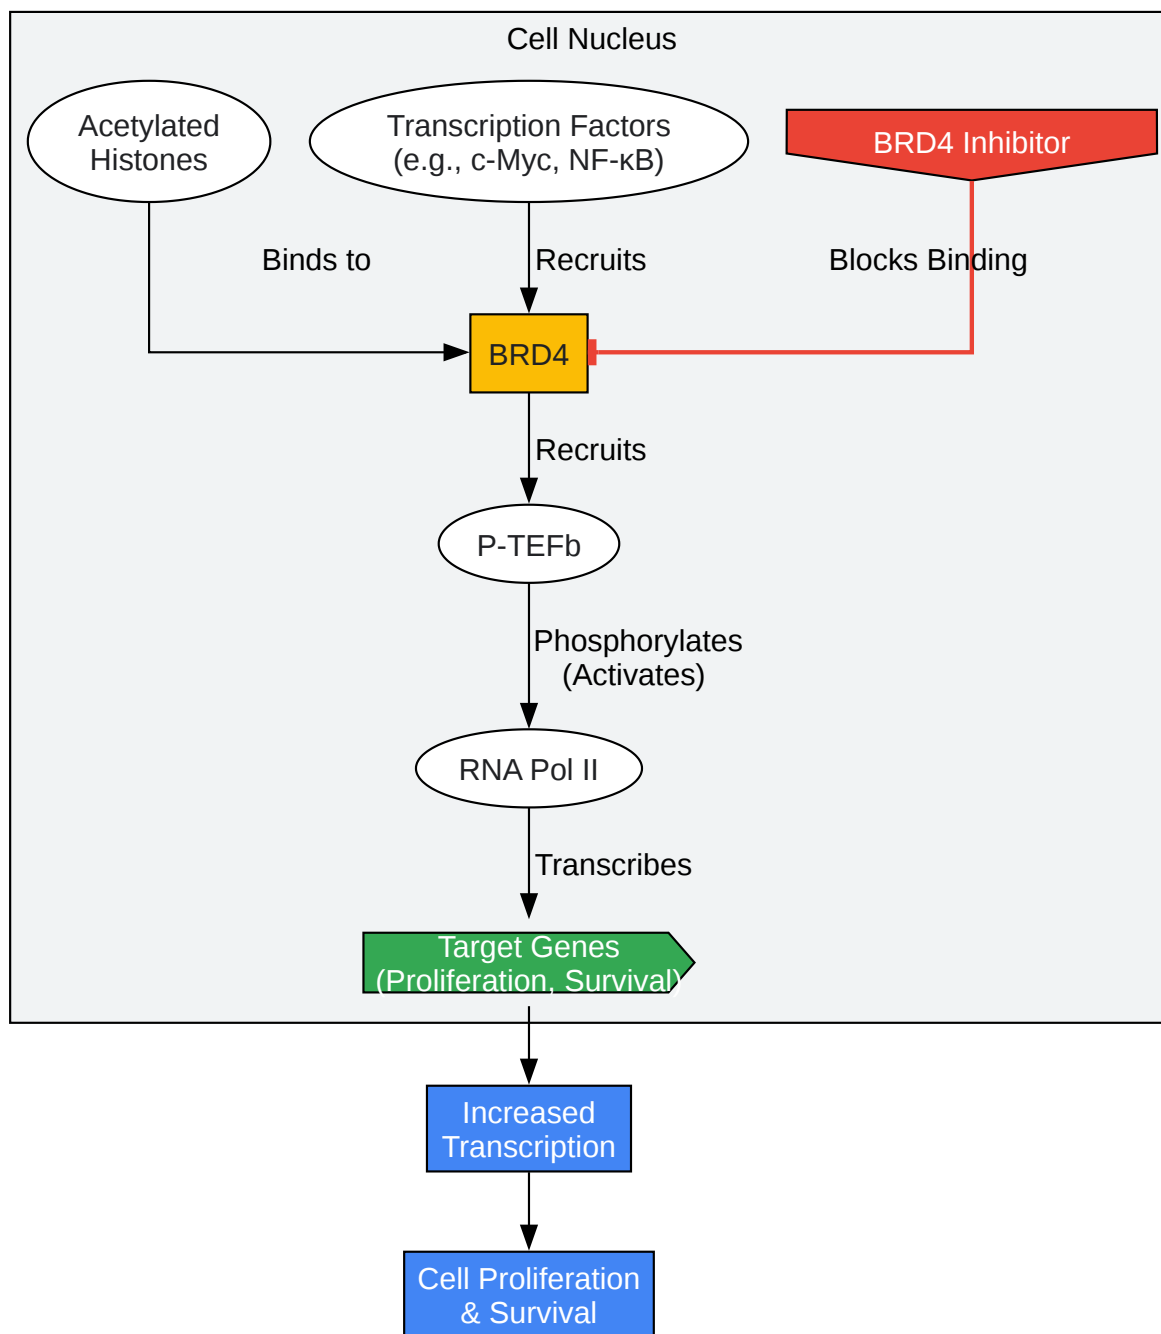 Cell Nucleus
Acetylated
Histones
Transcription Factors
(e.g., c-Myc, NF-κB)
BRD4 Inhibitor
Binds to
Recruits
Blocks Binding
BRD4
Recruits
P-TEFb
Phosphorylates
(Activates)
RNA Pol II
Transcribes
Target Genes
(Proliferation, Survival)
Increased
Transcription
Cell Proliferation
& Survival